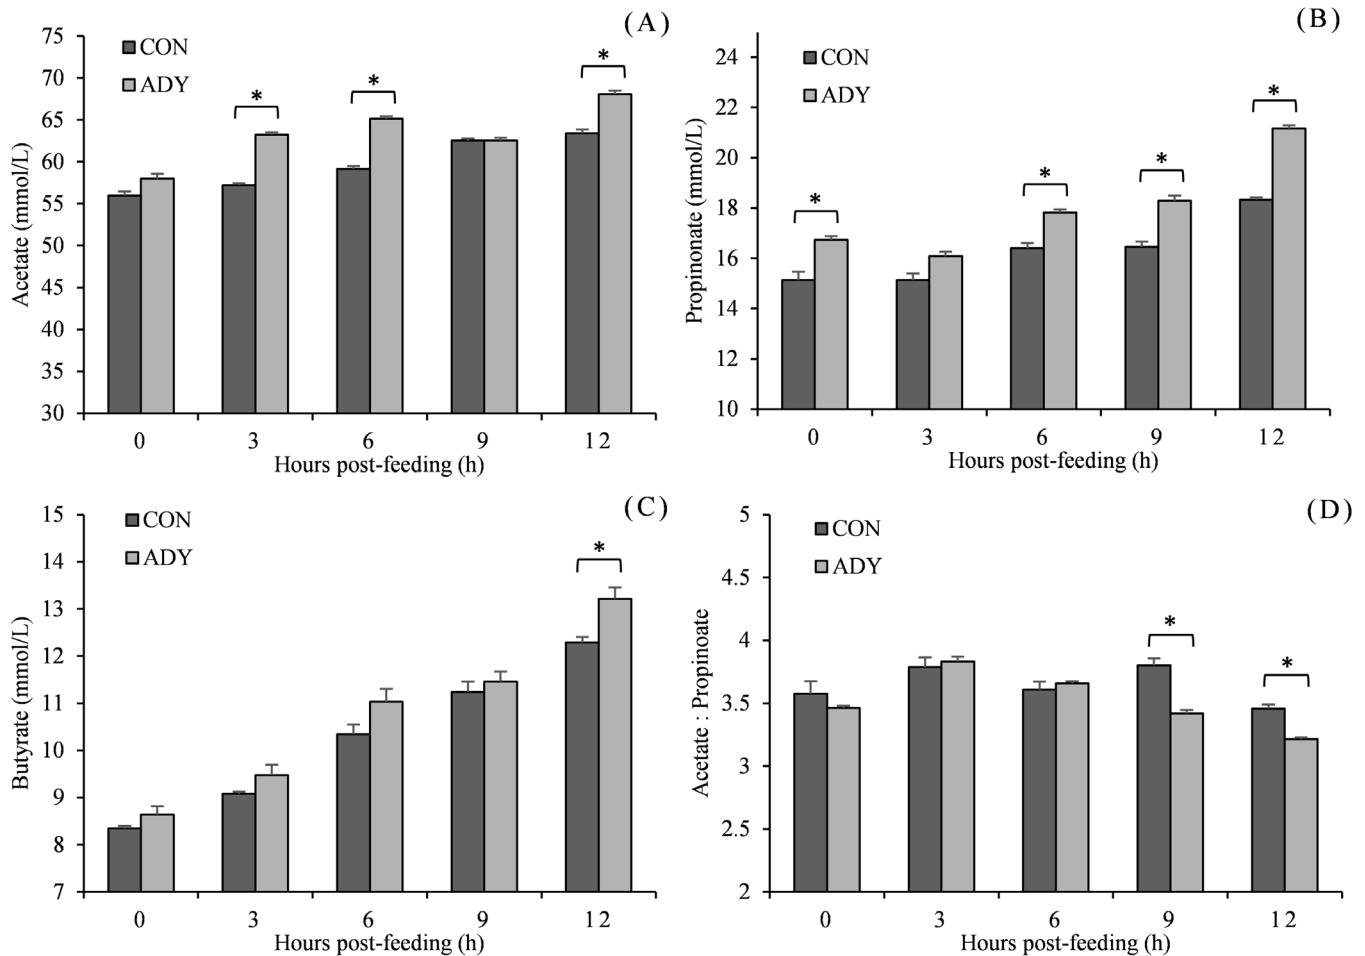 (A)
CON
ADY
Acetate (mmol/L)
75
70
65
60
55
50
45
40
35
30
*
*
*
0 3 6 9 12
Hours post-feeding (h)
(B)
CON
ADY
Propinonate (mmol/L)
24
22
20
18
16
14
12
10
*
*
*
*
0 3 6 9 12
Hours post-feeding (h)
(C)
CON
ADY
Butyrate (mmol/L)
15
14
13
12
11
10
9
8
7
*
0 3 6 9 12
Hours post-feeding (h)
(D)
CON
ADY
Acetate : Propinoate
5
4.5
4
3.5
3
2.5
2
*
*
0 3 6 9 12
Hours post-feeding (h)